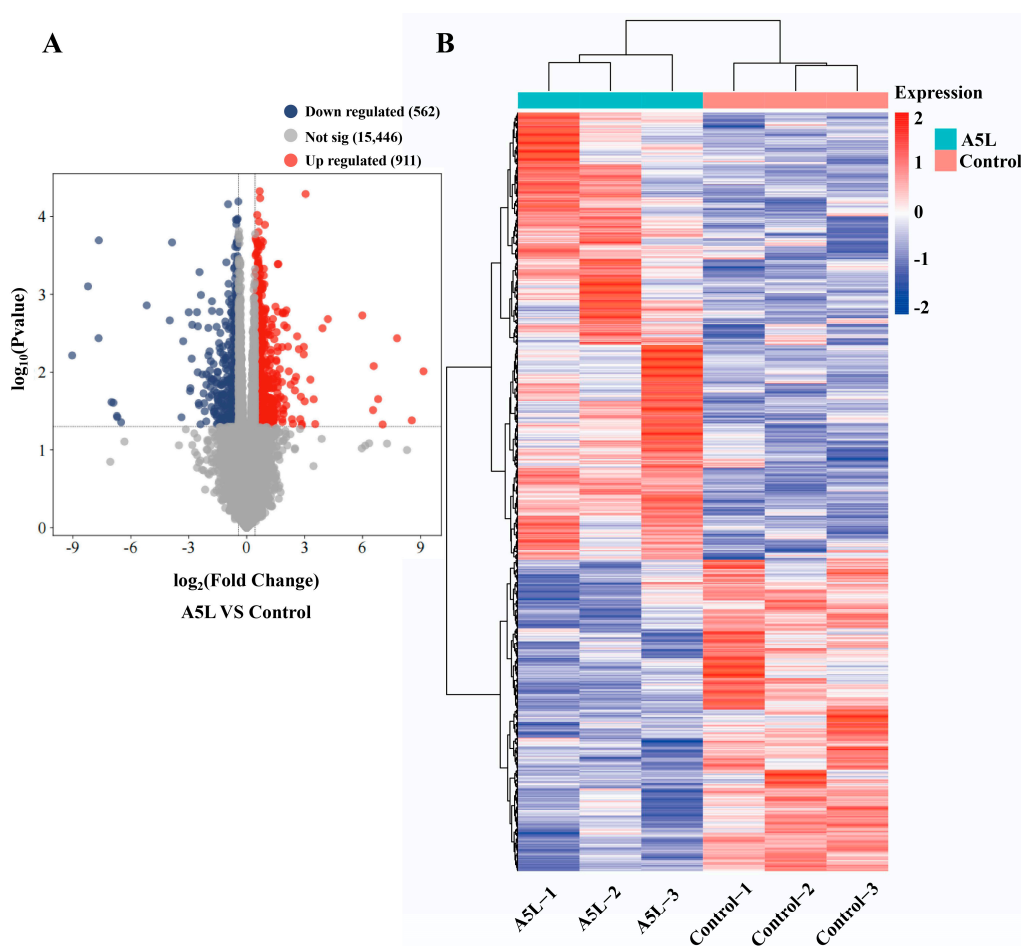 A
B
Down regulated (562)
Not sig (15,446)
Up regulated (911)
4
3
2
1
0
log10(Pvalue)
-9
-6
-3
0
3
6
9
log2(Fold Change)
A5L VS Control
Expression
2
1
0
-1
-2
A5L
Control
A5L-1
A5L-2
A5L-3
Control-1
Control-2
Control-3